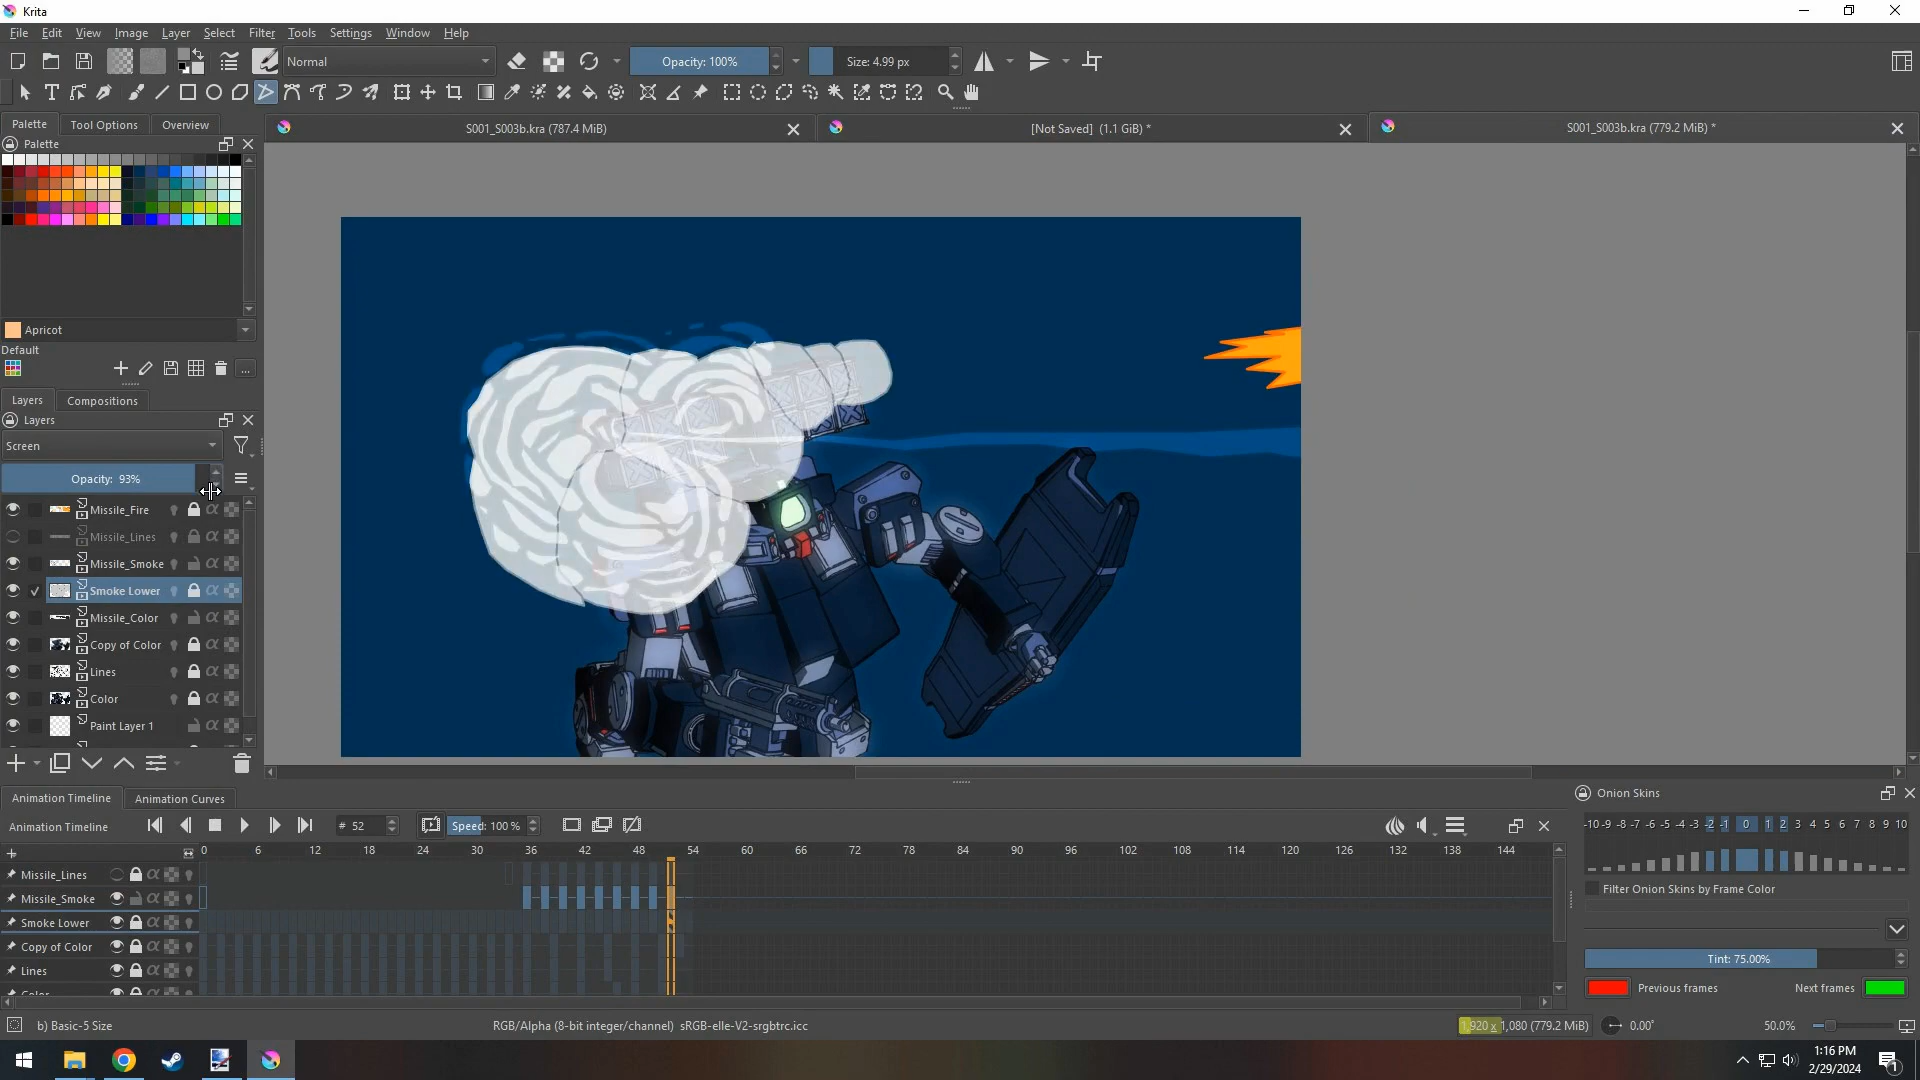 Krita
File Edit View Image Layer Select Filter Tools Settings Window Help
Normal
Opacity: 100%
Size: 4.99 px
Palette Tool Options Overview
S001_S003b.kra (787.4 MiB)
[Not Saved] (1.1 GiB) *
S001_S003b.kra (779.2 MiB) *
Palette
Apricot
Default
...
Layers Compositions
Layers
Screen
Opacity: 93%
Missile_Fire
Missile_Lines
Missile_Smoke
Smoke Lower
Missile_Color
Copy of Color
Lines
Color
Paint Layer 1
Animation Timeline Animation Curves
Animation Timeline
# 52
Speed: 100 %
0 6 12 18 24 30 36 42 48 54 60 66 72 78 84 90 96 102 108 114 120 126 132 138 144
Missile_Lines
Missile_Smoke
Smoke Lower
Copy of Color
Lines
Color
Onion Skins
-10 -9 -8 -7 -6 -5 -4 -3 -2 -1 0 1 2 3 4 5 6 7 8 9 10
Filter Onion Skins by Frame Color
Tint: 75.00%
Previous frames
Next frames
b) Basic-5 Size
RGB/Alpha (8-bit integer/channel) sRGB-elle-V2-srgbtrc.icc
1,920 x 1,080 (779.2 MiB)
0.00°
50.0%
1:16 PM
2/29/2024
1